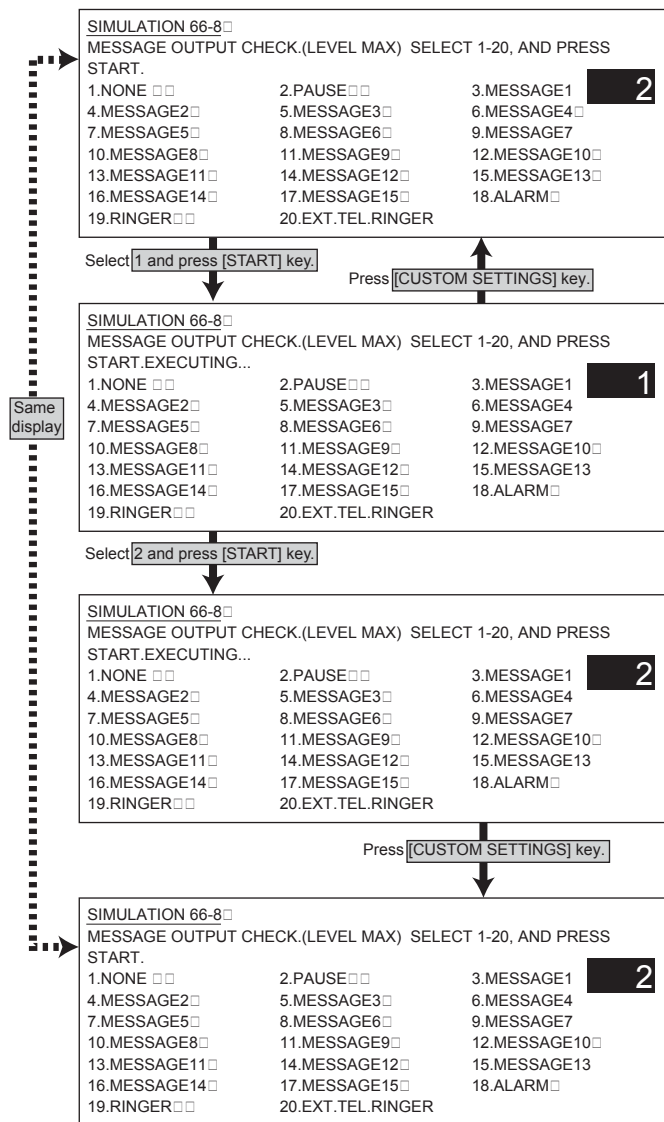 SIMULATION 66-8□
MESSAGE OUTPUT CHECK.(LEVEL MAX) SELECT 1-20, AND PRESS
START.
1.NONE □□ 2.PAUSE□□ 3.MESSAGE1 2
4.MESSAGE2□ 5.MESSAGE3□ 6.MESSAGE4□
7.MESSAGE5□ 8.MESSAGE6□ 9.MESSAGE7
10.MESSAGE8□ 11.MESSAGE9□ 12.MESSAGE10□
13.MESSAGE11□ 14.MESSAGE12□ 15.MESSAGE13□
16.MESSAGE14□ 17.MESSAGE15□ 18.ALARM□
19.RINGER□□ 20.EXT.TEL.RINGER
Select 1 and press [START] key.
Press [CUSTOM SETTINGS] key.
SIMULATION 66-8□
MESSAGE OUTPUT CHECK.(LEVEL MAX) SELECT 1-20, AND PRESS
START.EXECUTING...
1.NONE □□ 2.PAUSE□□ 3.MESSAGE1 1
4.MESSAGE2□ 5.MESSAGE3□ 6.MESSAGE4
7.MESSAGE5□ 8.MESSAGE6□ 9.MESSAGE7
10.MESSAGE8□ 11.MESSAGE9□ 12.MESSAGE10□
13.MESSAGE11□ 14.MESSAGE12□ 15.MESSAGE13
16.MESSAGE14□ 17.MESSAGE15□ 18.ALARM□
19.RINGER□□ 20.EXT.TEL.RINGER
Same
display
Select 2 and press [START] key.
SIMULATION 66-8□
MESSAGE OUTPUT CHECK.(LEVEL MAX) SELECT 1-20, AND PRESS
START.EXECUTING...
1.NONE □□ 2.PAUSE□□ 3.MESSAGE1 2
4.MESSAGE2□ 5.MESSAGE3□ 6.MESSAGE4
7.MESSAGE5□ 8.MESSAGE6□ 9.MESSAGE7
10.MESSAGE8□ 11.MESSAGE9□ 12.MESSAGE10□
13.MESSAGE11□ 14.MESSAGE12□ 15.MESSAGE13
16.MESSAGE14□ 17.MESSAGE15□ 18.ALARM□
19.RINGER□□ 20.EXT.TEL.RINGER
Press [CUSTOM SETTINGS] key.
SIMULATION 66-8□
MESSAGE OUTPUT CHECK.(LEVEL MAX) SELECT 1-20, AND PRESS
START.
1.NONE □□ 2.PAUSE□□ 3.MESSAGE1 2
4.MESSAGE2□ 5.MESSAGE3□ 6.MESSAGE4
7.MESSAGE5□ 8.MESSAGE6□ 9.MESSAGE7
10.MESSAGE8□ 11.MESSAGE9□ 12.MESSAGE10□
13.MESSAGE11□ 14.MESSAGE12□ 15.MESSAGE13
16.MESSAGE14□ 17.MESSAGE15□ 18.ALARM□
19.RINGER□□ 20.EXT.TEL.RINGER